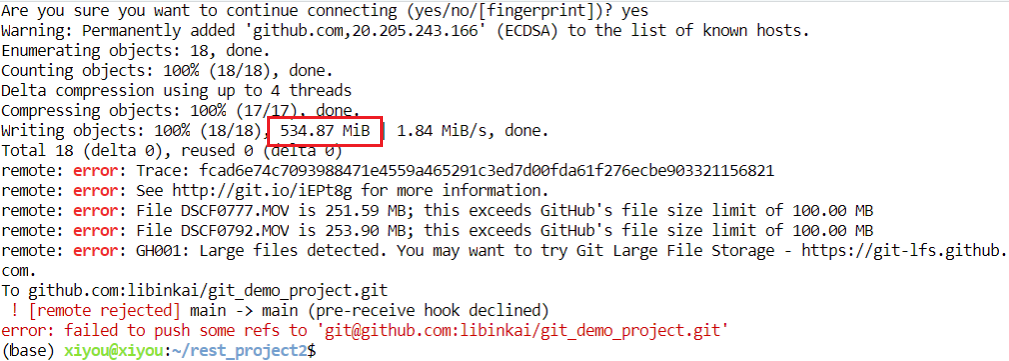 Are you sure you want to continue connecting (yes/no/[fingerprint])? yes
Warning: Permanently added 'github.com,20.205.243.166' (ECDSA) to the list of known hosts.
Enumerating objects: 18, done.
Counting objects: 100% (18/18), done.
Delta compression using up to 4 threads
Compressing objects: 100% (17/17), done.
Writing objects: 100% (18/18), 534.87 MiB | 1.84 MiB/s, done.
Total 18 (delta 0), reused 0 (delta 0)
remote: error: Trace: fcad6e74c7093988471e4559a465291c3ed7d00fda61f276ecbe903321156821
remote: error: See http://git.io/iEPt8g for more information.
remote: error: File DSCF0777.MOV is 251.59 MB; this exceeds GitHub's file size limit of 100.00 MB
remote: error: File DSCF0792.MOV is 253.90 MB; this exceeds GitHub's file size limit of 100.00 MB
remote: error: GH001: Large files detected. You may want to try Git Large File Storage - https://git-lfs.github.
com.
To github.com:libinkai/git_demo_project.git
 ! [remote rejected] main -> main (pre-receive hook declined)
error: failed to push some refs to 'git@github.com:libinkai/git_demo_project.git'
(base) xiyou@xiyou:~/rest_project2$